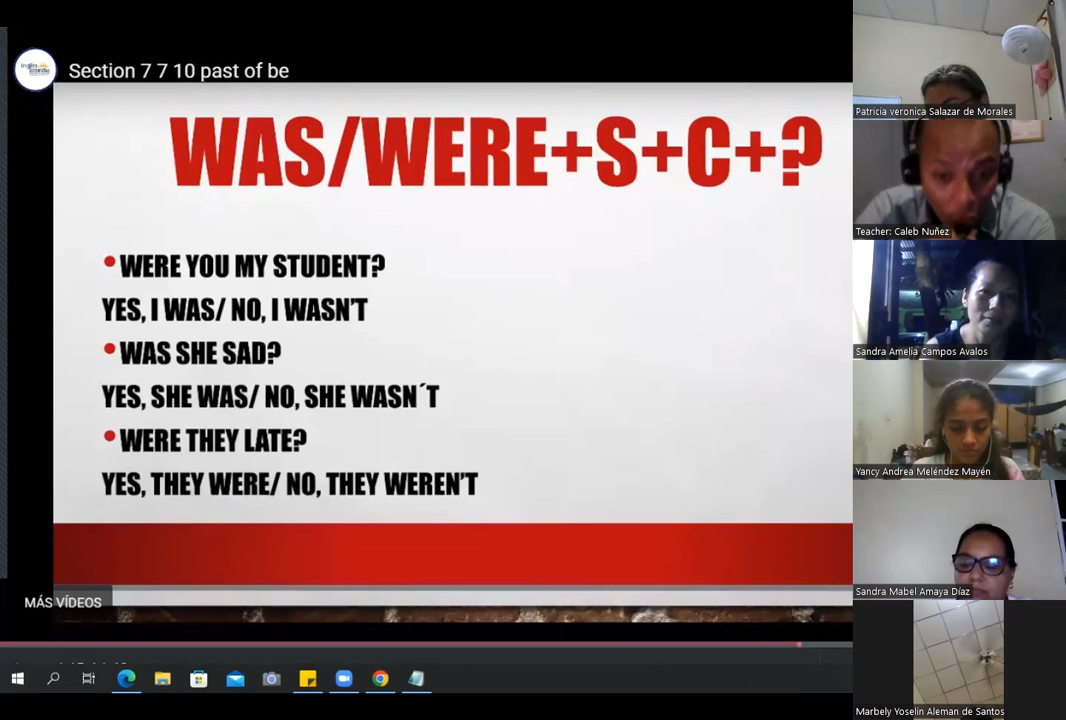 Section 7 7 10 past of be
WAS/WERE+S+C+?
•WERE YOU MY STUDENT?
YES, I WAS/ NO, I WASN'T
•WAS SHE SAD?
YES, SHE WAS/ NO, SHE WASN´T
•WERE THEY LATE?
YES, THEY WERE/ NO, THEY WEREN'T
MÁS VÍDEOS
Patricia veronica Salazar de Morales
Teacher: Caleb Nuñez
Sandra Amelia Campos Avalos
Yancy Andrea Meléndez Mayén
Sandra Mabel Amaya Díaz
Marbely Yoselin Aleman de Santos